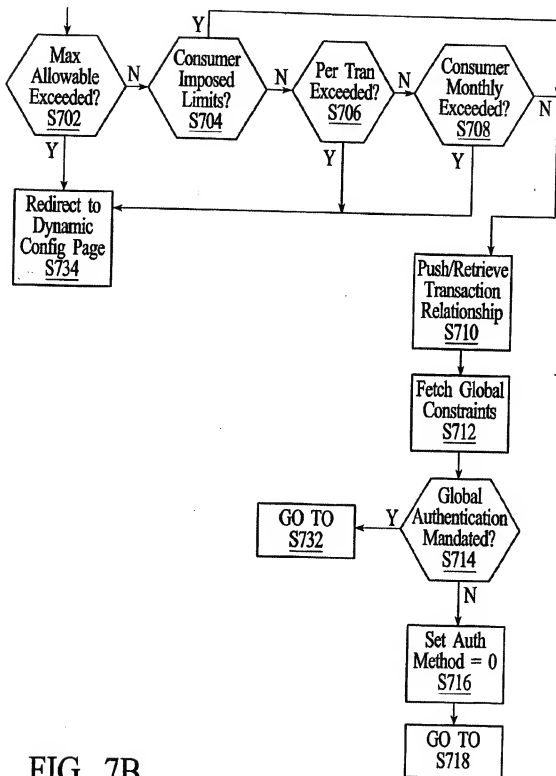 Max
Allowable
Exceeded?
S702
N
Y
Consumer
Imposed
Limits?
S704
Y
N
Per Tran
Exceeded?
S706
N
Y
Consumer
Monthly
Exceeded?
S708
N
Y
Redirect to
Dynamic
Config Page
S734
Push/Retrieve
Transaction
Relationship
S710
Fetch Global
Constraints
S712
Global
Authentication
Mandated?
S714
Y
GO TO
S732
N
Set Auth
Method = 0
S716
GO TO
S718
FIG. 7B